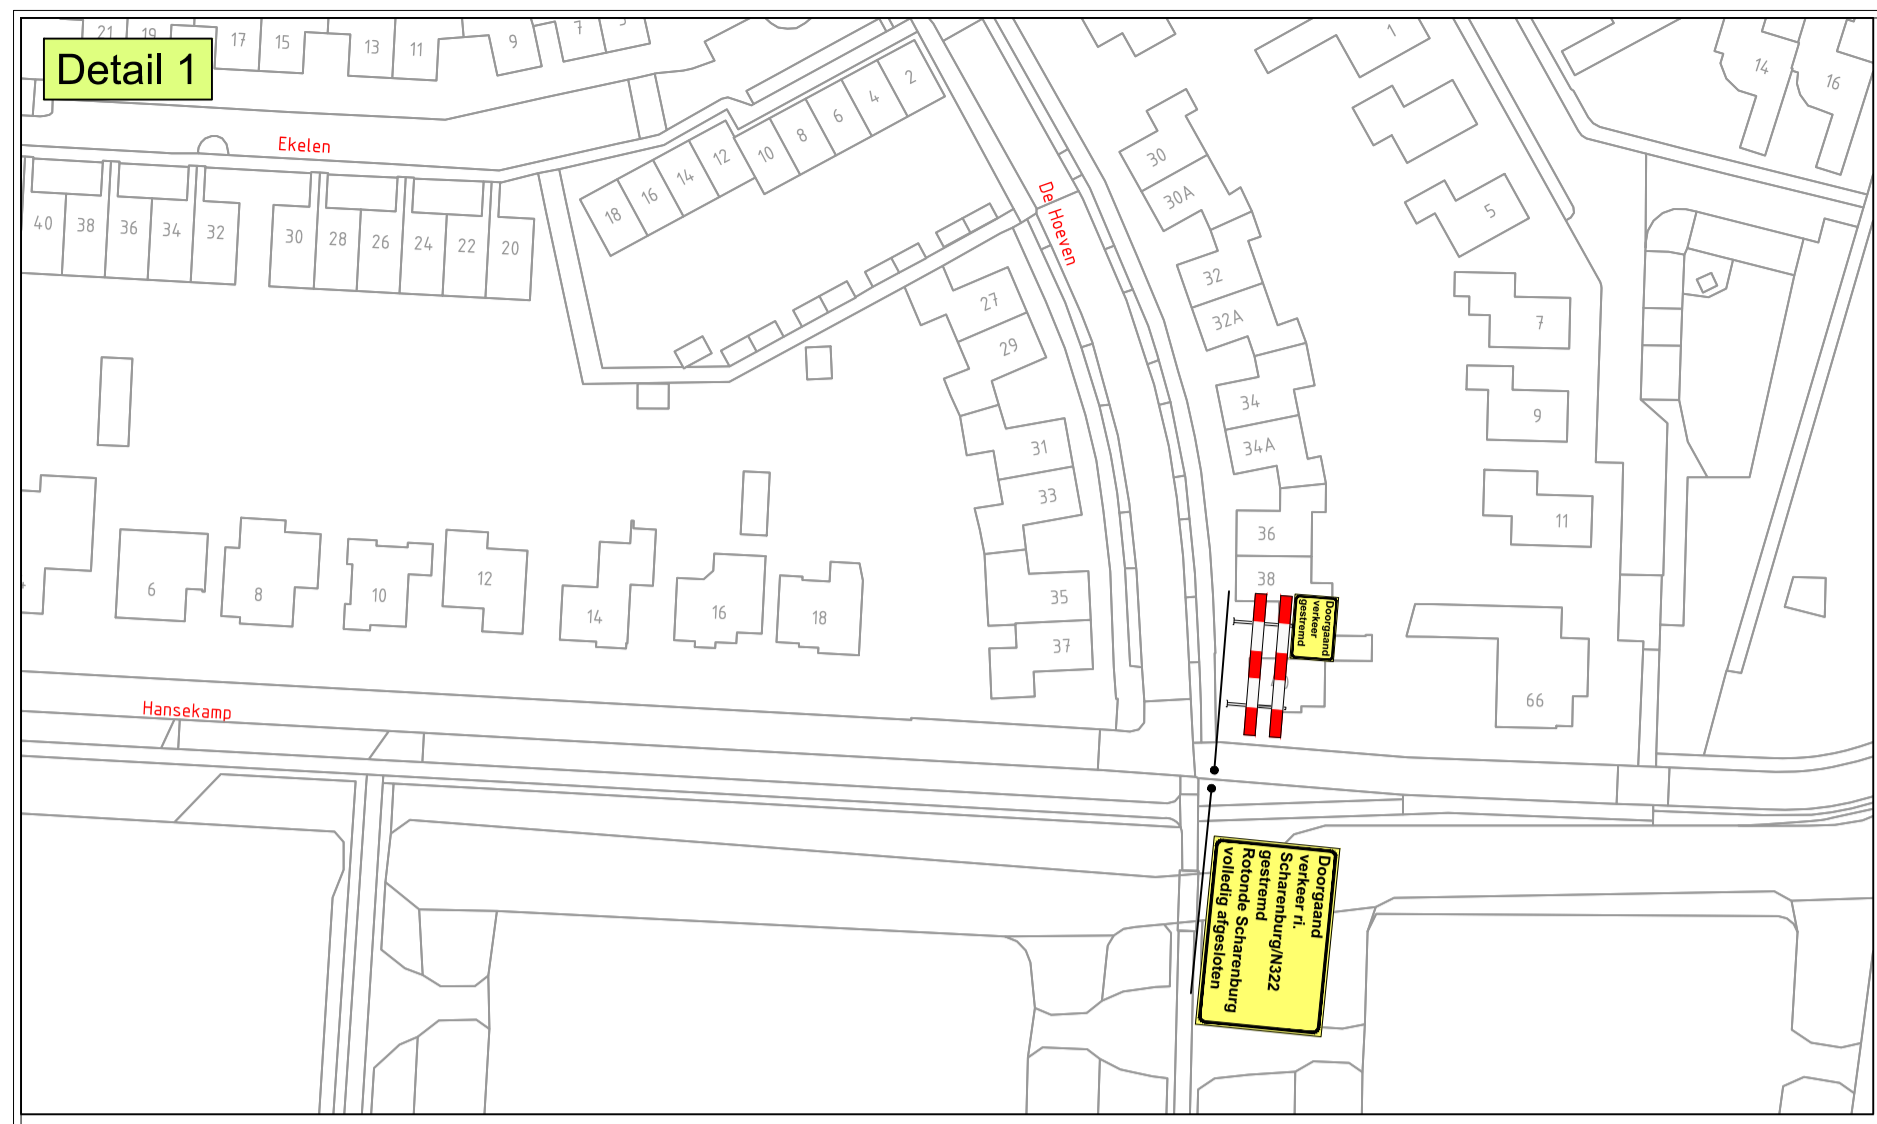 Detail 1
21 19 17 15 13 11 9 7
Ekelen
40 38 36 34 32 30 28 26 24 22 20
18 16 14 12 10 8 6 4 2
De Hoeven
1
14
16
30
30A
32
32A
34
34A
36
38
5
7
9
11
66
27
29
31
33
35
37
6 8 10 12 14 16 18
Hansekamp
Doorgaand
verkeer
gestremd
Doorgaand
verkeer ri.
Scharenburg/N322
gestremd
Rotonde Scharenburg
volledig afgesloten